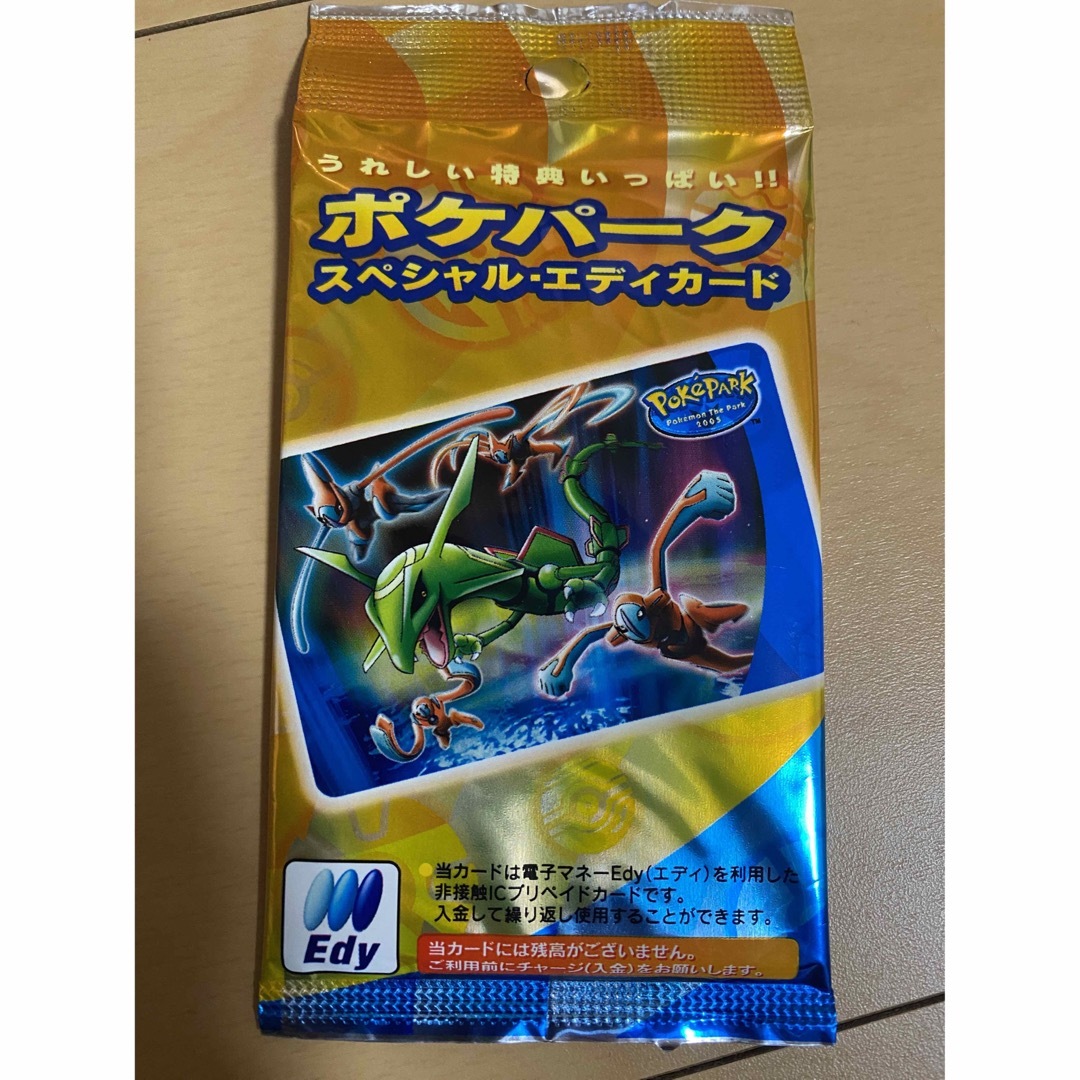 うれしい特典いっぱい!!
ポケパーク
スペシャル・エディカード
PokéPARK
Pokemon The Park
2005
TM
●当カードは電子マネーEdy(エディ)を利用した
非接触ICプリペイドカードです。
入金して繰り返し使用することができます。
Edy
当カードには残高がございません。
ご利用前にチャージ(入金)をお願いします。